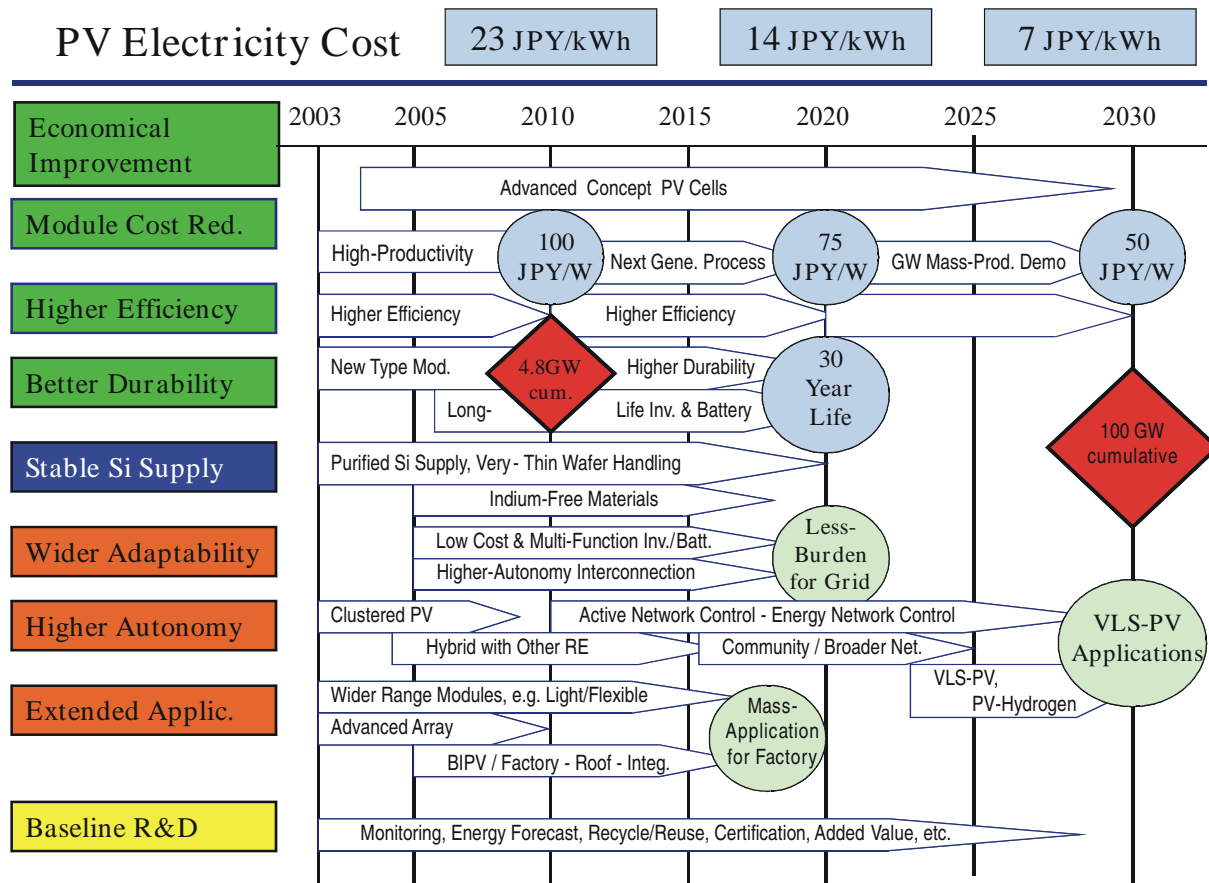 PV Electricity Cost
23 JPY/kWh
14 JPY/kWh
7 JPY/kWh
2003
2005
2010
2015
2020
2025
2030
Economical
Improvement
Advanced Concept PV Cells
Module Cost Red.
High-Productivity
100
JPY/W
Next Gene. Process
75
JPY/W
GW Mass-Prod. Demo
50
JPY/W
Higher Efficiency
Higher Efficiency
Higher Efficiency
Better Durability
New Type Mod.
4.8GW
cum.
Higher Durability
Long-
Life Inv. & Battery
30
Year
Life
100 GW
cumulative
Stable Si Supply
Purified Si Supply, Very - Thin Wafer Handling
Indium-Free Materials
Wider Adaptability
Low Cost & Multi-Function Inv./Batt.
Higher-Autonomy Interconnection
Less-
Burden
for Grid
Higher Autonomy
Clustered PV
Active Network Control - Energy Network Control
Hybrid with Other RE
Community / Broader Net.
VLS-PV
Applications
Extended Applic.
Wider Range Modules, e.g. Light/Flexible
Advanced Array
BIPV / Factory - Roof - Integ.
Mass-
Application
for Factory
VLS-PV,
PV-Hydrogen
Baseline R&D
Monitoring, Energy Forecast, Recycle/Reuse, Certification, Added Value, etc.